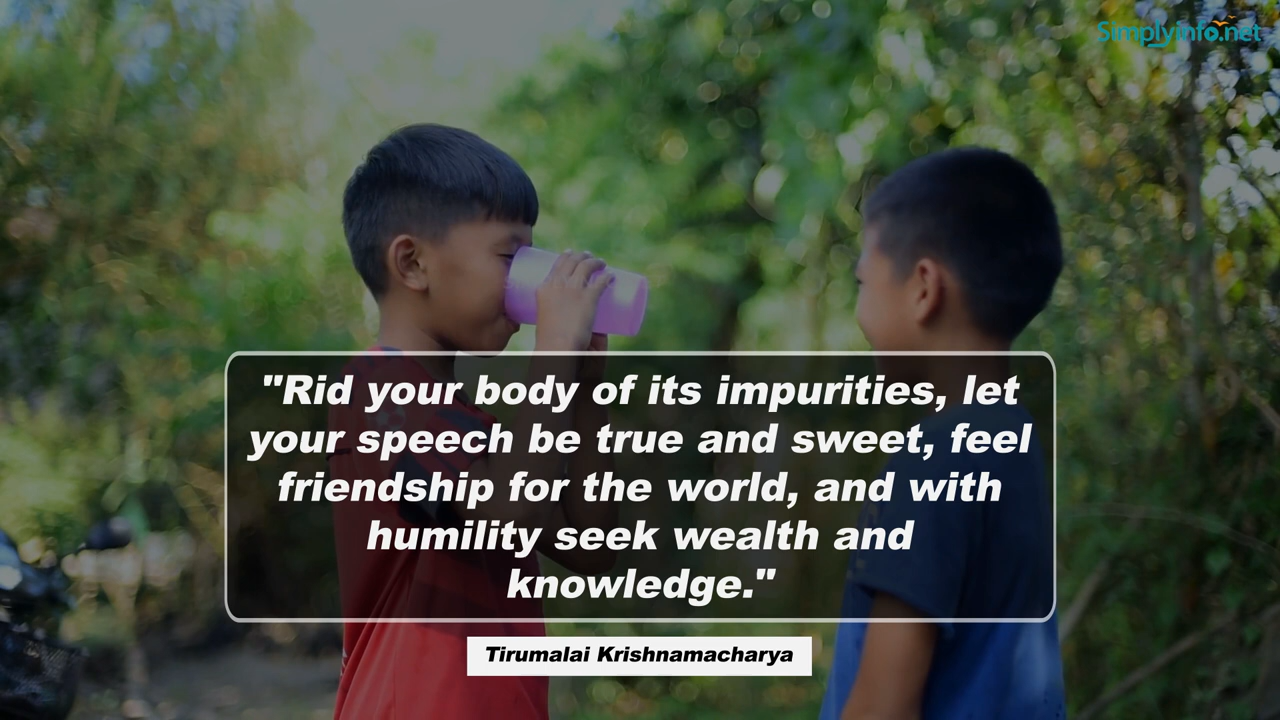 Simplyinfo.net
"Rid your body of its impurities, let
your speech be true and sweet, feel
friendship for the world, and with
humility seek wealth and
knowledge."
Tirumalai Krishnamacharya